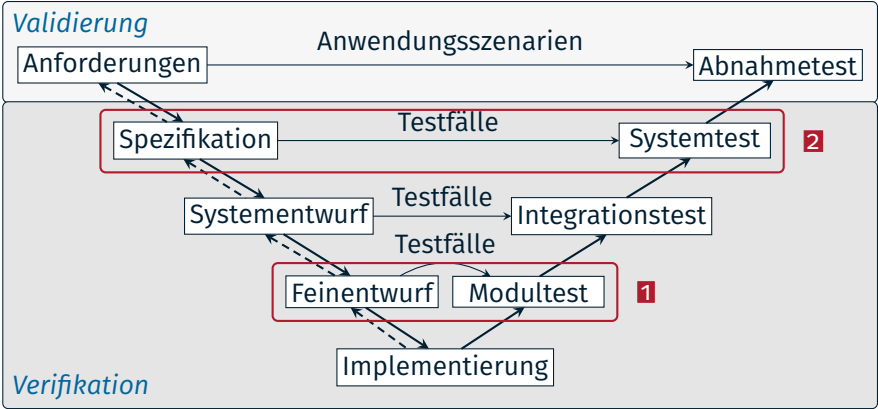 Validierung
Anwendungsszenarien
Anforderungen
Abnahmetest
Testfälle
Spezifikation
Systemtest
2
Testfälle
Systementwurf
Integrationstest
Testfälle
Feinentwurf
Modultest
1
Implementierung
Verifikation